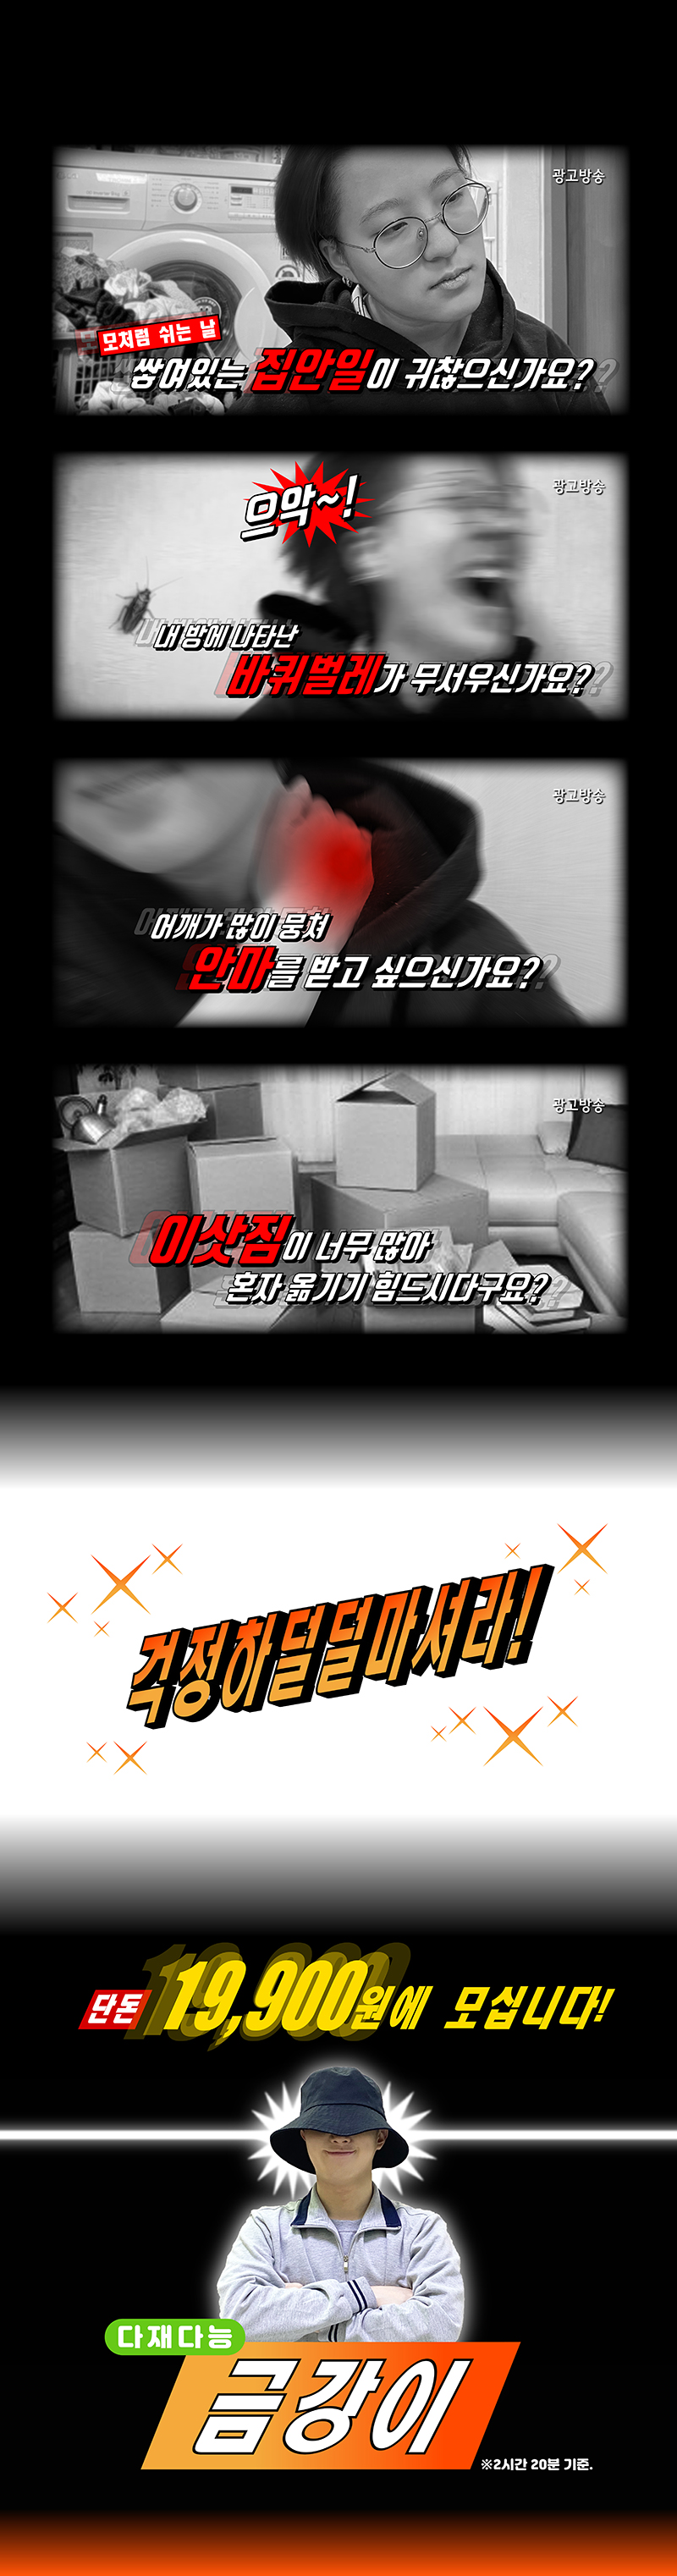 광고방송
모처럼 쉬는 날
쌓여있는 집안일이 귀찮으신가요?
으악~!
광고방송
내 방에 나타난
바퀴벌레가 무서우신가요?
광고방송
어깨가 많이 뭉쳐
안마를 받고 싶으신가요?
광고방송
이삿짐이 너무 많아
혼자 옮기기 힘드시다구요?
걱정하덜덜마셔라!
단돈 19,900원에 모십니다!
다재다능
금강이
※2시간 20분 기준.